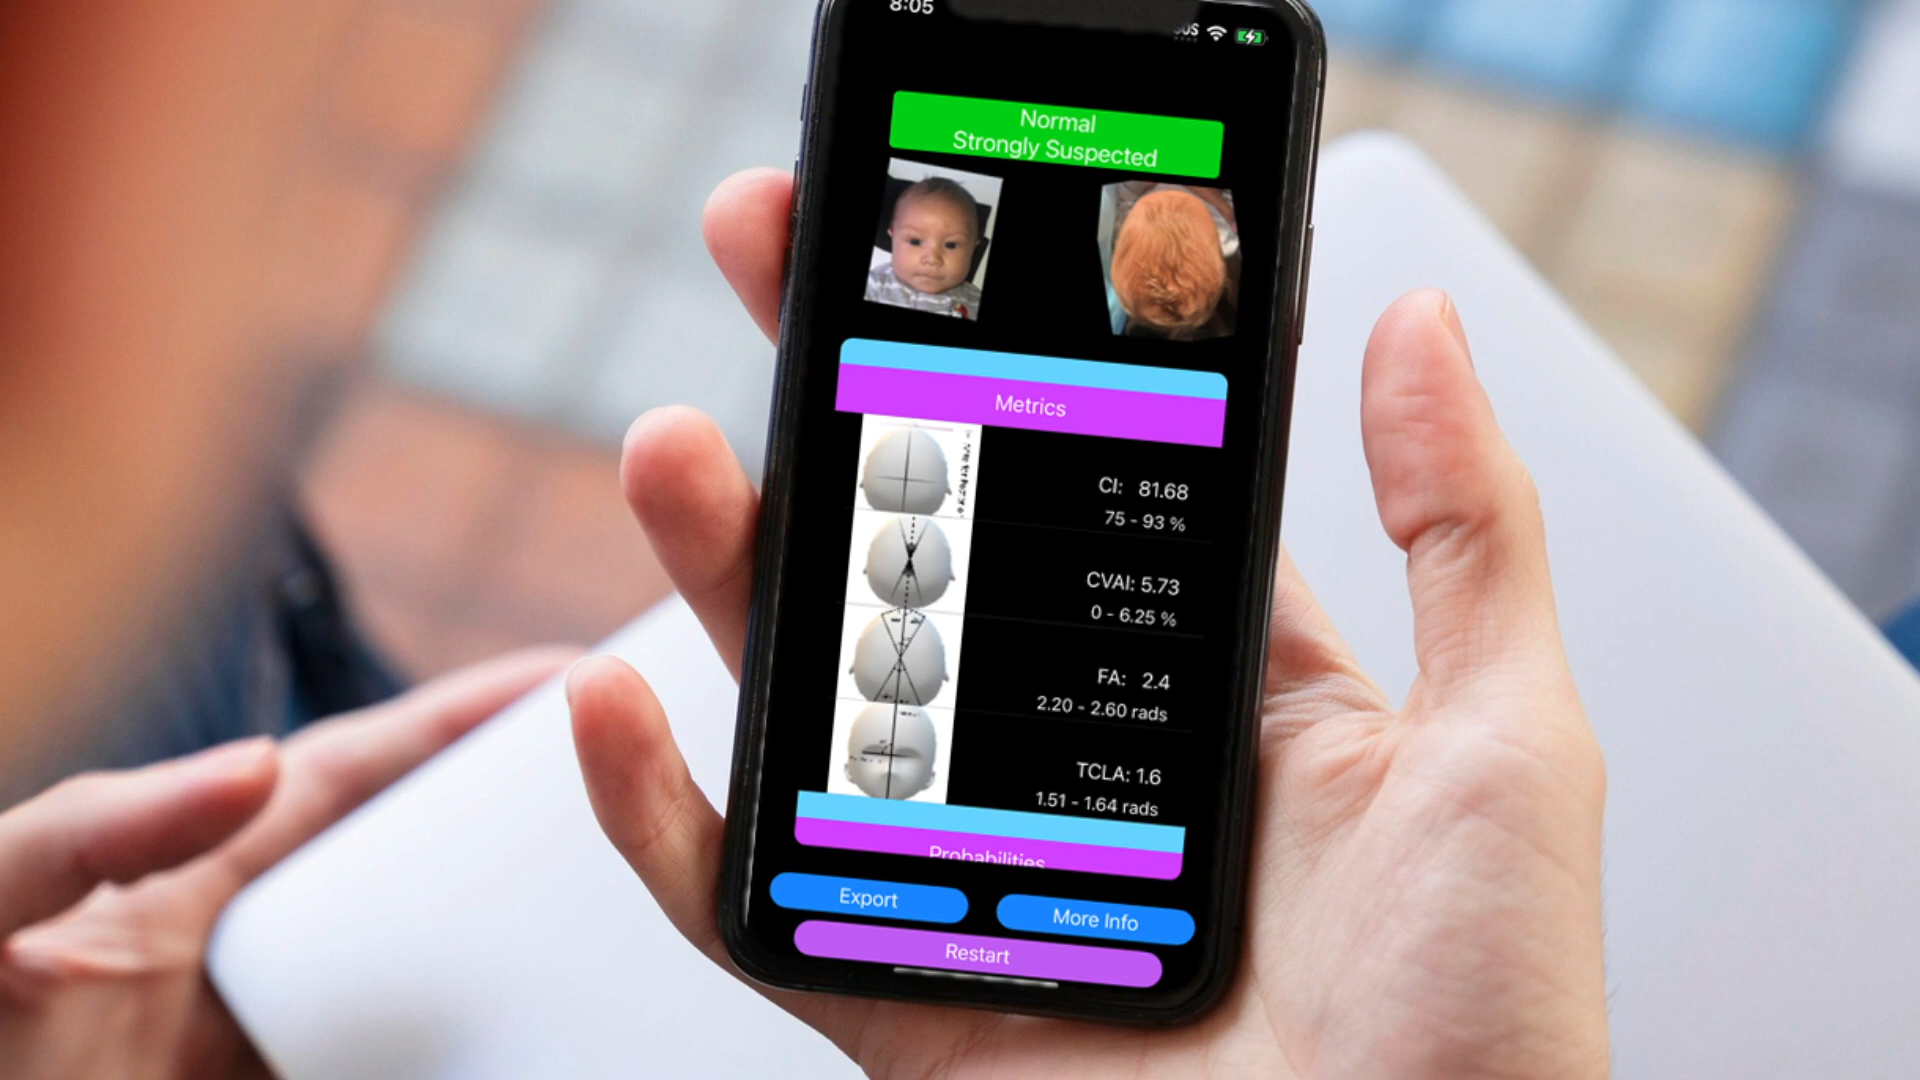 8:05
SOS
Normal
Strongly Suspected
Metrics
CI: 81.68
75 - 93 %
CVAI: 5.73
0 - 6.25 %
FA: 2.4
2.20 - 2.60 rads
TCLA: 1.6
1.51 - 1.64 rads
Probabilities
Export
More Info
Restart